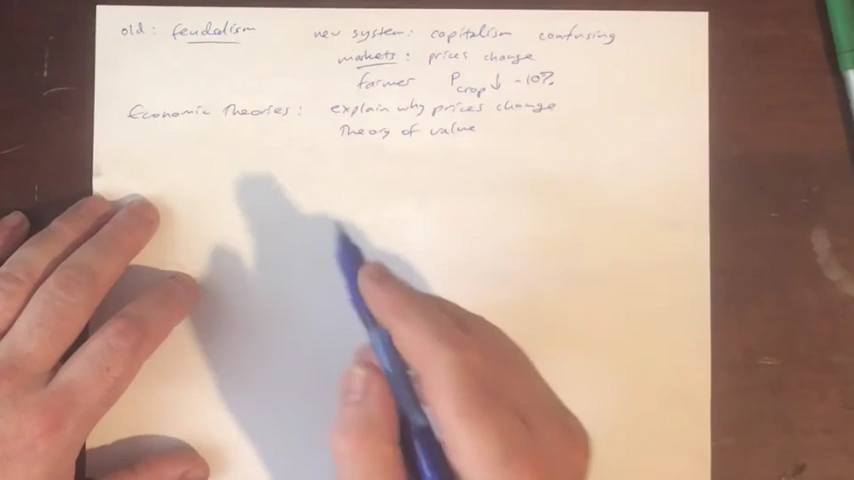 old: feudalism new system: capitalism confusing
markets: prices change
farmer P crop ↓ -10%
Economic Theories: explain why prices change
Theory of value